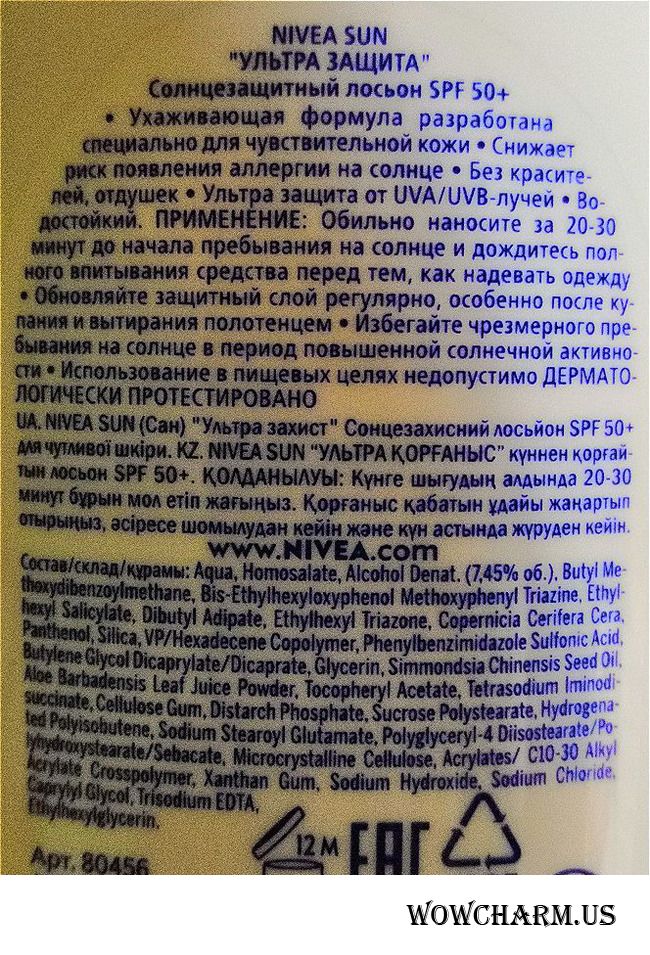 NIVEA SUN
"УЛЬТРА ЗАЩИТА"
Солнцезащитный лосьон SPF 50+
• Ухаживающая формула разработана
специально для чувствительной кожи • Снижает
риск появления аллергии на солнце • Без красите-
лей, отдушек • Ультра защита от UVA/UVB-лучей • Во-
достойкий. ПРИМЕНЕНИЕ: Обильно наносите за 20-30
минут до начала пребывания на солнце и дождитесь пол-
ного впитывания средства перед тем, как надевать одежду
• Обновляйте защитный слой регулярно, особенно после ку-
пания и вытирания полотенцем • Избегайте чрезмерного пре-
бывания на солнце в период повышенной солнечной активно-
сти • Использование в пищевых целях недопустимо ДЕРМАТО-
ЛОГИЧЕСКИ ПРОТЕСТИРОВАНО
UA. NIVEA SUN (Сан) "Ультра захист" Сонцезахисний лосьйон SPF 50+
для чутливої шкіри. KZ. NIVEA SUN "УЛЬТРА ҚОРҒАНЫС" күннен қорғай-
тын лосьон SPF 50+. ҚОЛДАНЫЛУЫ: Күнге шығудың алдында 20-30
минут бұрын мол етіп жағыңыз. Қорғаныс қабатын ұдайы жаңартып
отырыңыз, әсіресе шомылудан кейін және күн астында жүруден кейін.
www.NIVEA.com
Состав/склад/құрамы: Aqua, Homosalate, Alcohol Denat. (7,45% об.), Butyl Me-
thoxydibenzoylmethane, Bis-Ethylhexyloxyphenol Methoxyphenyl Triazine, Ethyl-
hexyl Salicylate, Dibutyl Adipate, Ethylhexyl Triazone, Copernicia Cerifera Cera,
Panthenol, Silica, VP/Hexadecene Copolymer, Phenylbenzimidazole Sulfonic Acid,
Butylene Glycol Dicaprylate/Dicaprate, Glycerin, Simmondsia Chinensis Seed Oil,
Aloe Barbadensis Leaf Juice Powder, Tocopheryl Acetate, Tetrasodium Iminodi-
succinate, Cellulose Gum, Distarch Phosphate, Sucrose Polystearate, Hydrogena-
ted Polyisobutene, Sodium Stearoyl Glutamate, Polyglyceryl-4 Diisostearate/Po-
lyhydroxystearate/Sebacate, Microcrystalline Cellulose, Acrylates/ C10-30 Alkyl
Acrylate Crosspolymer, Xanthan Gum, Sodium Hydroxide, Sodium Chloride,
Caprylyl Glycol, Trisodium EDTA,
Ethylhexylglycerin.
12 M
EAC
Арт. 80456
WOWCHARM.US